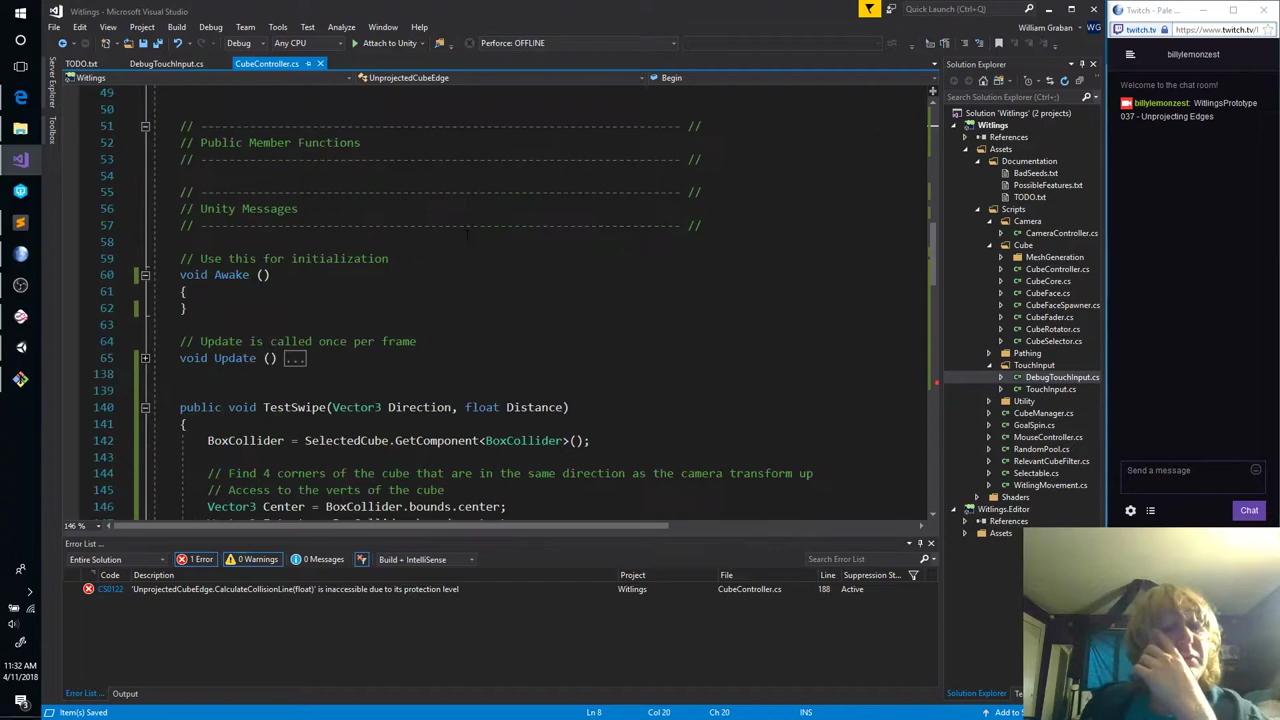 Witlings - Microsoft Visual Studio
Quick Launch (Ctrl+Q)
File Edit View Project Build Debug Team Tools Test Analyze Window Help
William Graban WG
Debug Any CPU Attach to Unity Perforce: OFFLINE
TODO.txt DebugTouchInput.cs CubeController.cs
Witlings UnprojectedCubeEdge Begin
Server Explorer
Toolbox
49
50
51 // ---------------------------------------------------------------- //
52 // Public Member Functions
53 // ---------------------------------------------------------------- //
54
55 // ---------------------------------------------------------------- //
56 // Unity Messages
57 // ---------------------------------------------------------------- //
58
59 // Use this for initialization
60 void Awake ()
61 {
62 }
63
64 // Update is called once per frame
65 void Update () ...
138
139
140 public void TestSwipe(Vector3 Direction, float Distance)
141 {
142 BoxCollider = SelectedCube.GetComponent<BoxCollider>();
143
144 // Find 4 corners of the cube that are in the same direction as the camera transform up
145 // Access to the verts of the cube
146 Vector3 Center = BoxCollider.bounds.center;
146 %
Error List
Entire Solution 1 Error 0 Warnings 0 Messages Build + IntelliSense
Search Error List
Code Description Project File Line Suppression St...
CS0122 'UnprojectedCubeEdge.CalculateCollisionLine(float)' is inaccessible due to its protection level Witlings CubeController.cs 188 Active
Error List Output
Item(s) Saved Ln 8 Col 20 Ch 20 INS Add to S
Solution Explorer
Search Solution Explorer (Ctrl+;)
Solution 'Witlings' (2 projects)
Witlings
References
Assets
Documentation
BadSeeds.txt
PossibleFeatures.txt
TODO.txt
Scripts
Camera
CameraController.cs
Cube
MeshGeneration
CubeController.cs
CubeCore.cs
CubeFace.cs
CubeFaceSpawner.cs
CubeFader.cs
CubeRotator.cs
CubeSelector.cs
Pathing
TouchInput
DebugTouchInput.cs
TouchInput.cs
Utility
CubeManager.cs
GoalSpin.cs
MouseController.cs
RandomPool.cs
RelevantCubeFilter.cs
Selectable.cs
WitlingMovement.cs
Shaders
Witlings.Editor
References
Assets
Solution Explorer Te
Twitch - Pale ...
twitch.tv https://www.twitch.tv/
billylemonzest
Welcome to the chat room!
billylemonzest: WitlingsPrototype
037 - Unprojecting Edges
Send a message
Chat
11:32 AM
4/11/2018